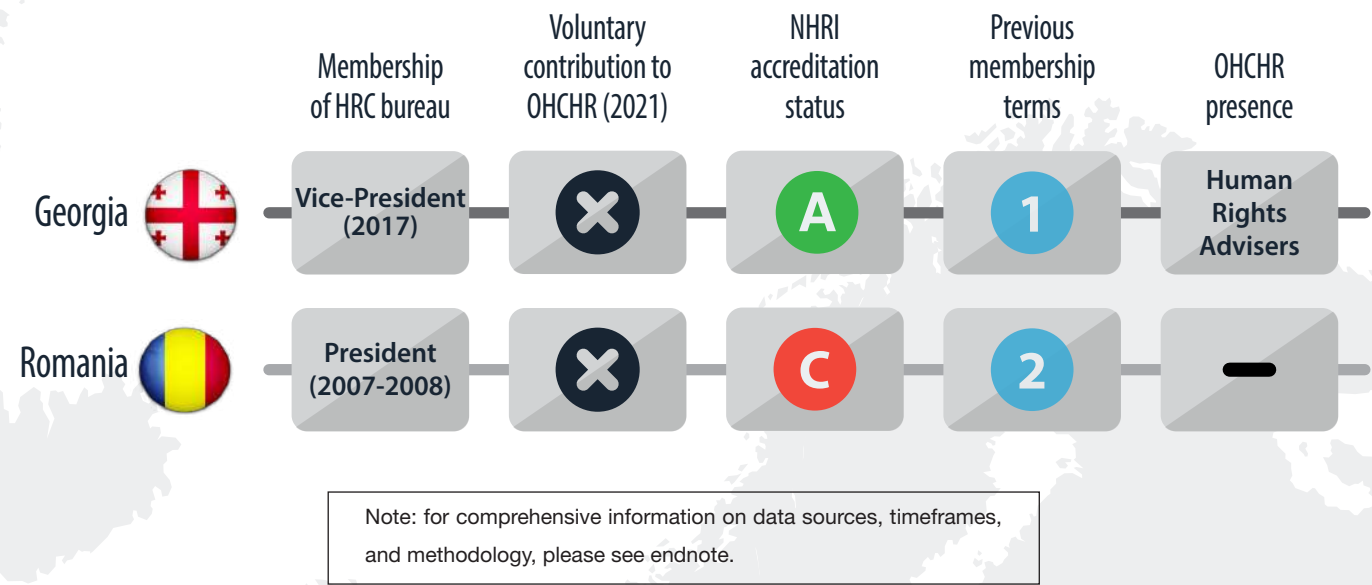 Membership
of HRC bureau
Voluntary
contribution to
OHCHR (2021)
NHRI
accreditation
status
Previous
membership
terms
OHCHR
presence
Georgia
Vice-President
(2017)
A
1
Human
Rights
Advisers
Romania
President
(2007-2008)
C
2
Note: for comprehensive information on data sources, timeframes,
and methodology, please see endnote.